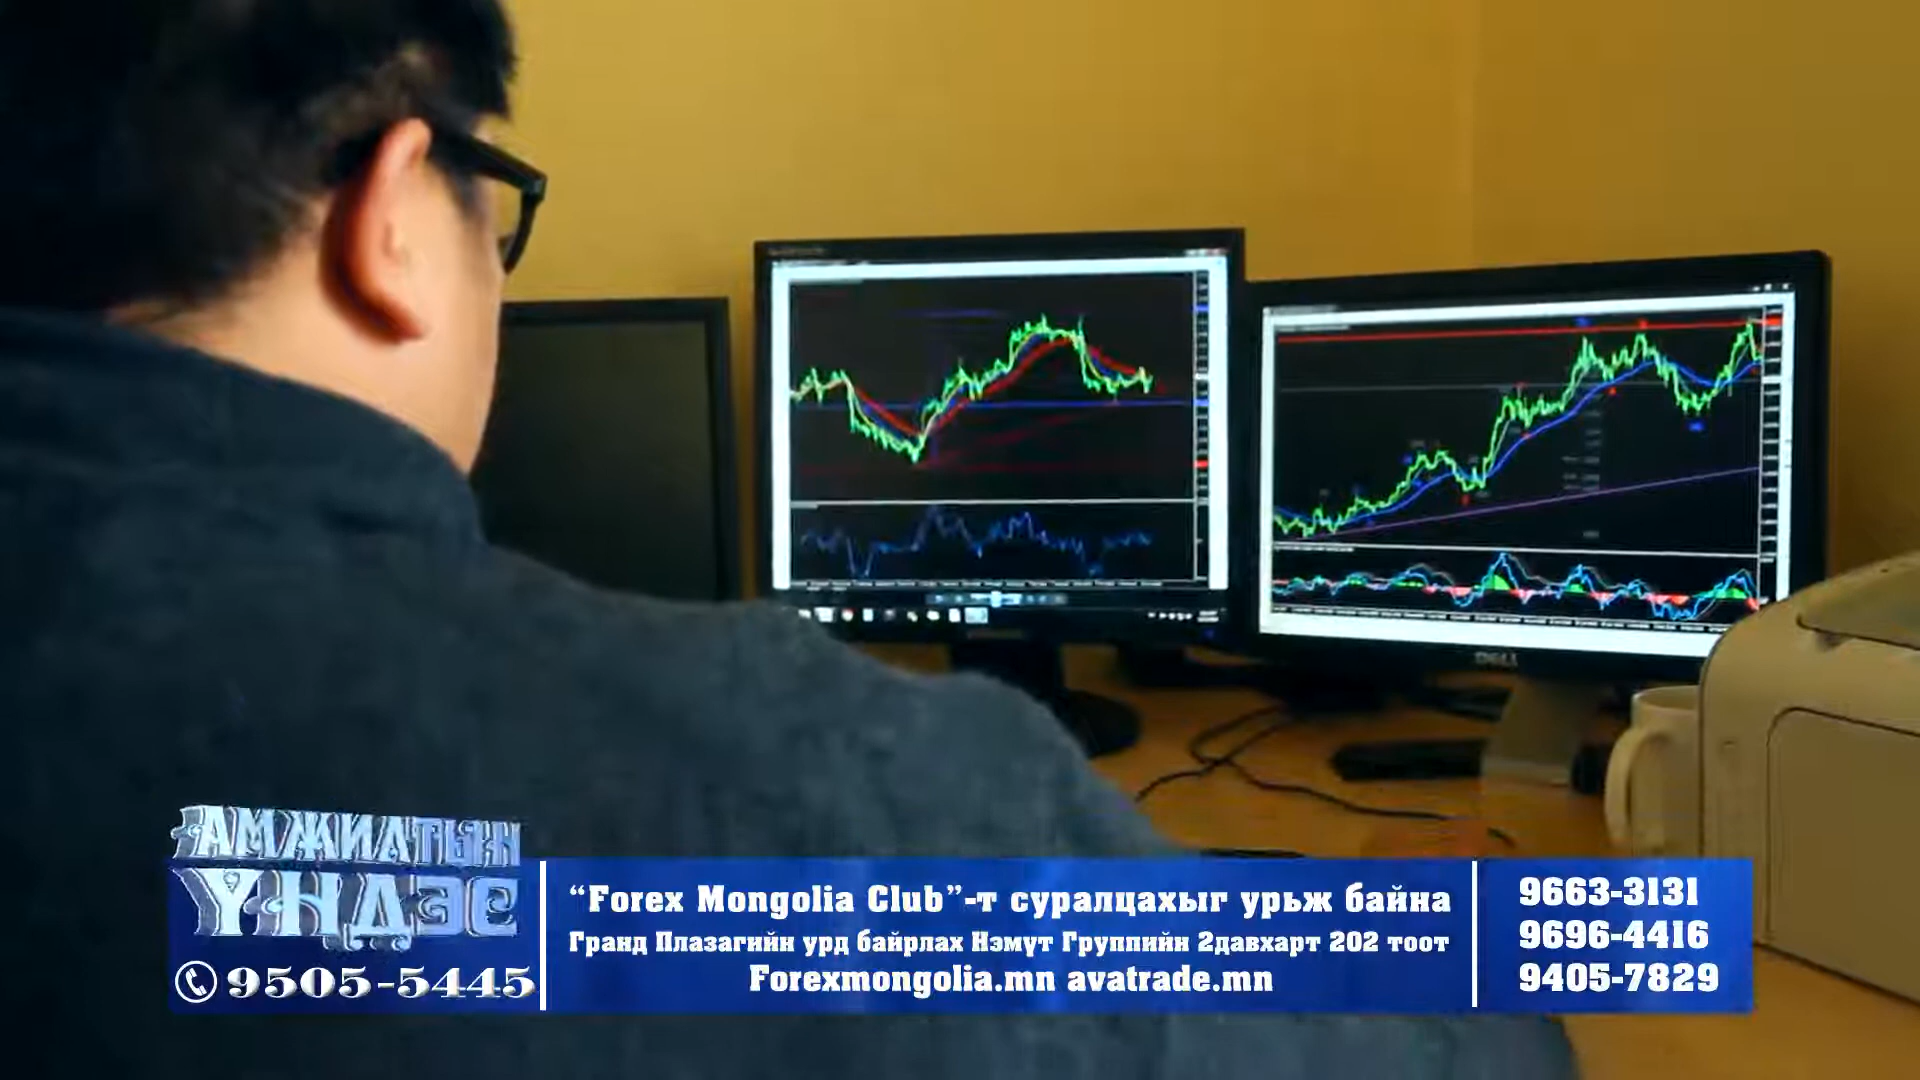 АМЖИЛТЫН
ҮНДЭС
9505-5445
“Forex Mongolia Club”-т суралцахыг урьж байна
Гранд Плазагийн урд байрлах Нэмүт Группийн 2давхарт 202 тоот
Forexmongolia.mn avatrade.mn
9663-3131
9696-4416
9405-7829
DELL